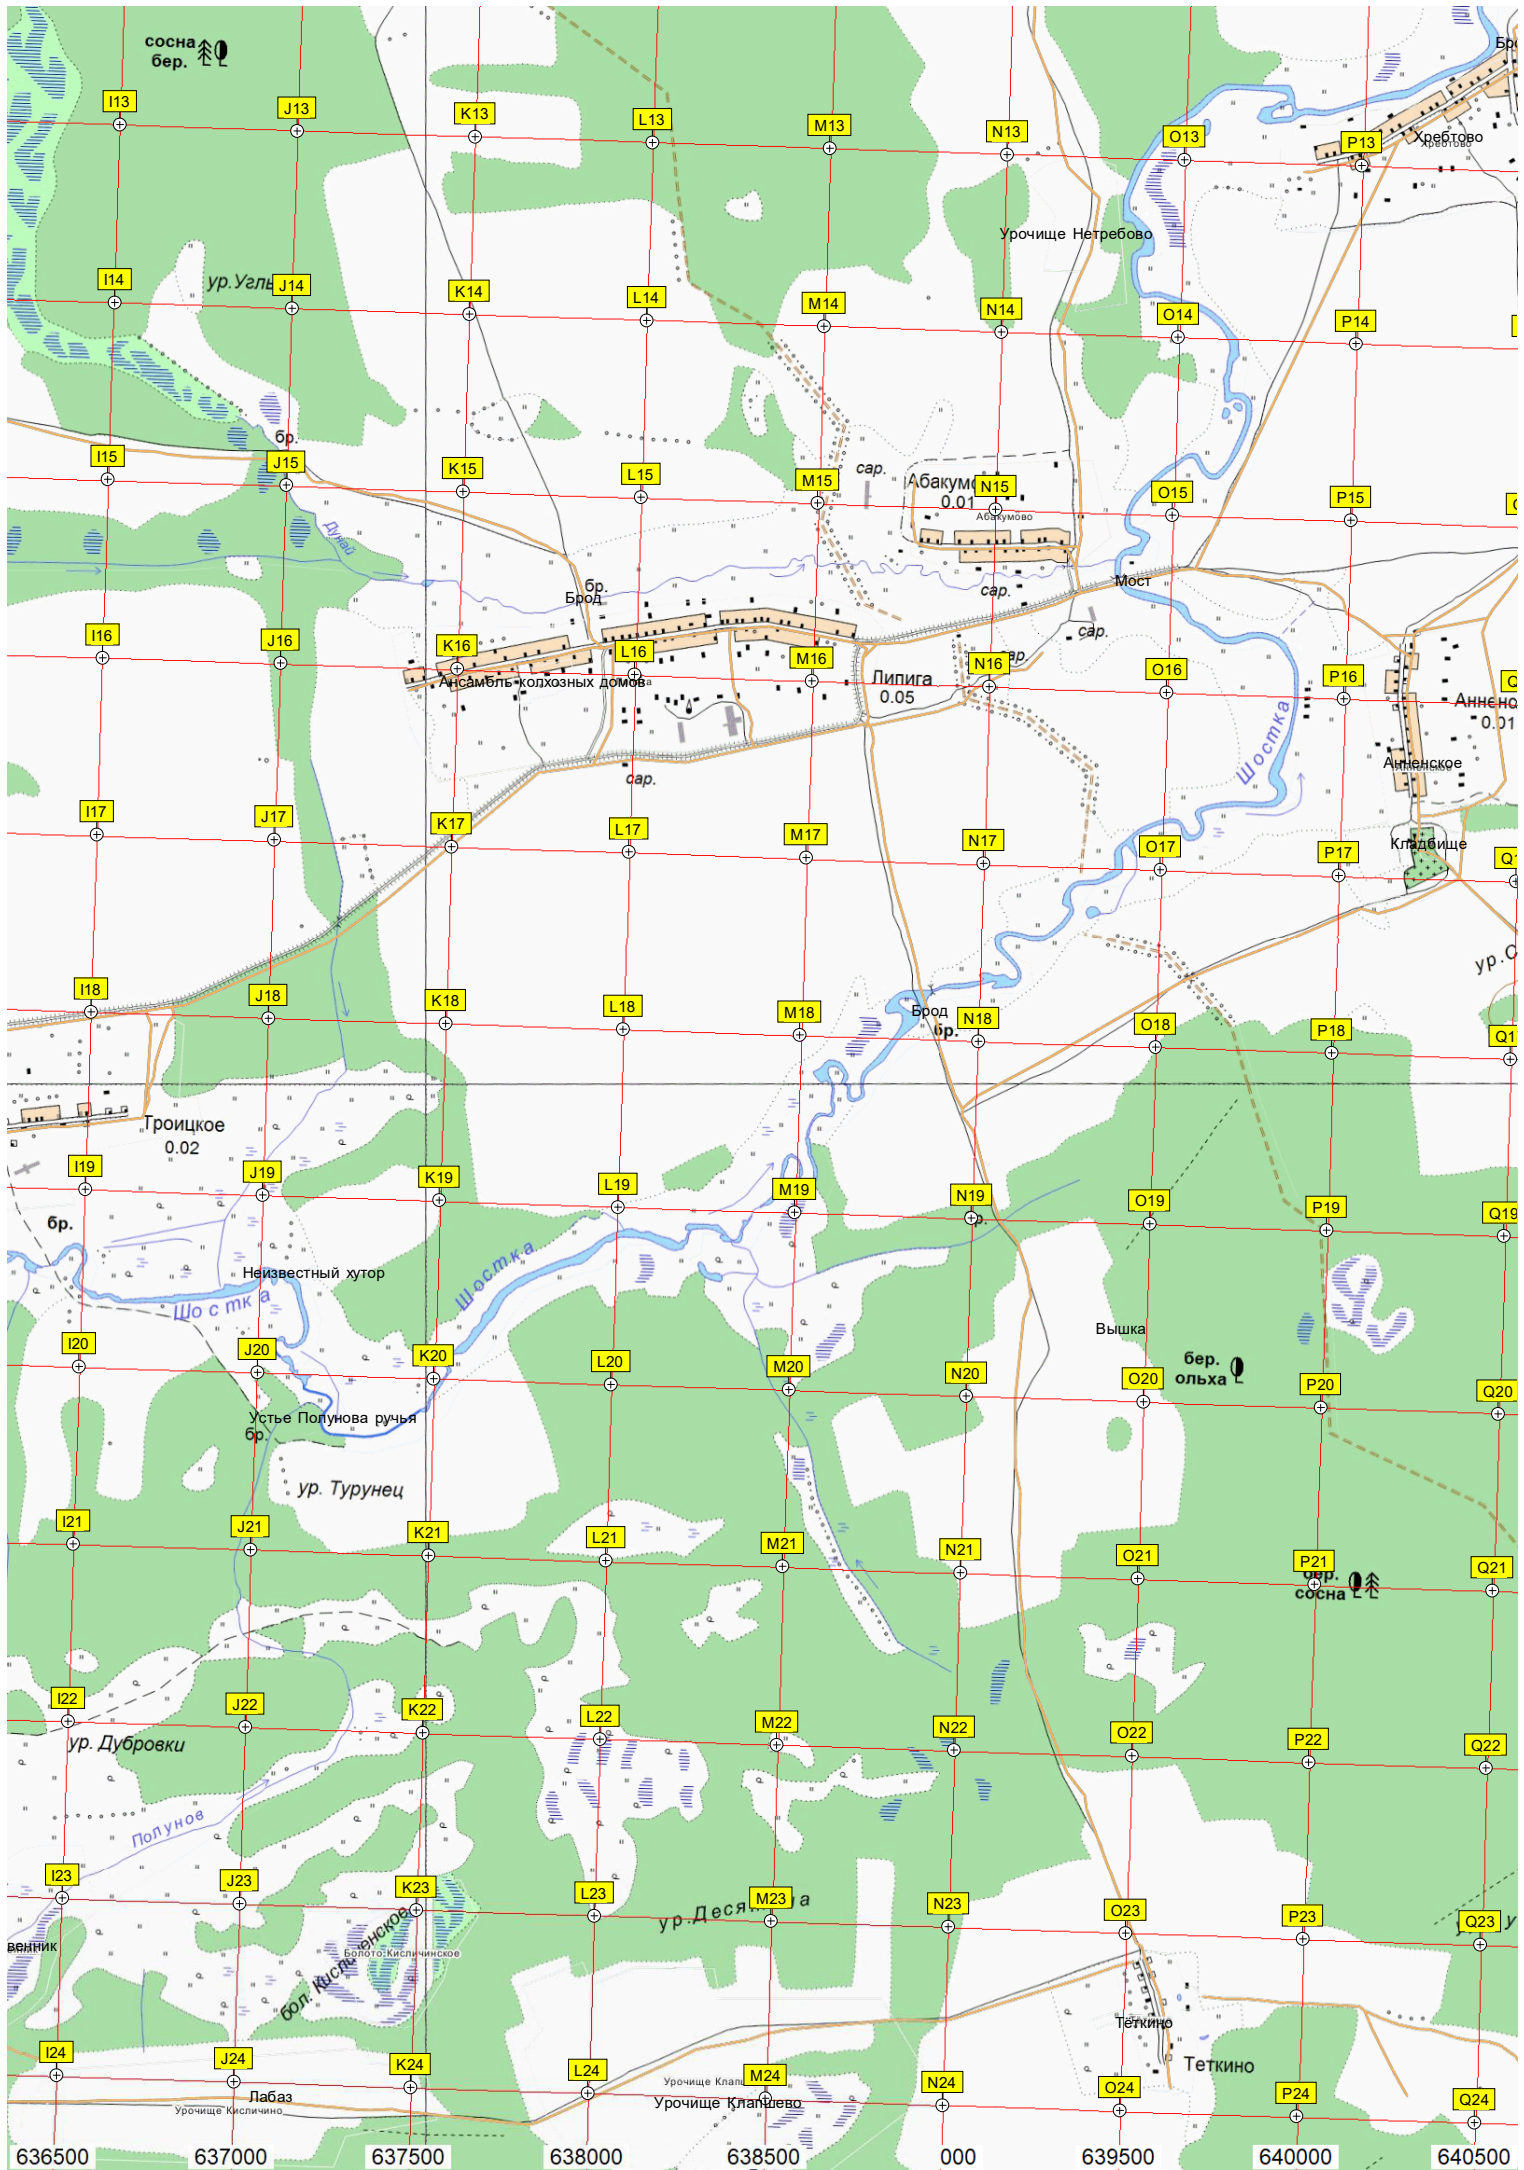 сосна
бер.
I13
J13
K13
L13
M13
N13
O13
P13
Хребтово
Хребтово
Урочище Нетребово
I14
ур.Угль
J14
K14
L14
M14
N14
O14
P14
бр.
I15
J15
K15
L15
M15
сар.
N15
0.01
Абакумово
O15
P15
Дунай
бр.
Брод
сар.
Мост
сар.
I16
J16
K16
L16
M16
N16
O16
P16
Ансамбль колхозных домов
Липига
0.05
0.01
Шостка
Анненское
сар.
I17
J17
K17
L17
M17
N17
O17
P17
Кладбище
I18
J18
K18
L18
M18
Брод
бр.
N18
O18
P18
Троицкое
0.02
I19
J19
K19
L19
M19
N19
O19
P19
Q19
бр.
Неизвестный хутор
Шостка
Шостка
Вышка
I20
J20
K20
L20
M20
N20
бер.
ольха
O20
P20
Q20
Устье Полунова ручья
бр.
ур. Турунец
I21
J21
K21
L21
M21
N21
O21
P21
Q21
бер.
сосна
I22
J22
K22
L22
M22
N22
O22
P22
Q22
ур. Дубровки
Полунов
I23
J23
K23
L23
M23
N23
O23
P23
Q23
венник
Болото Кисличинское
Теткино
Теткино
I24
J24
K24
L24
M24
N24
O24
P24
Q24
Лабаз
Урочище Кисличино
Урочище Клапшево
636500
637000
637500
638000
638500
000
639500
640000
640500